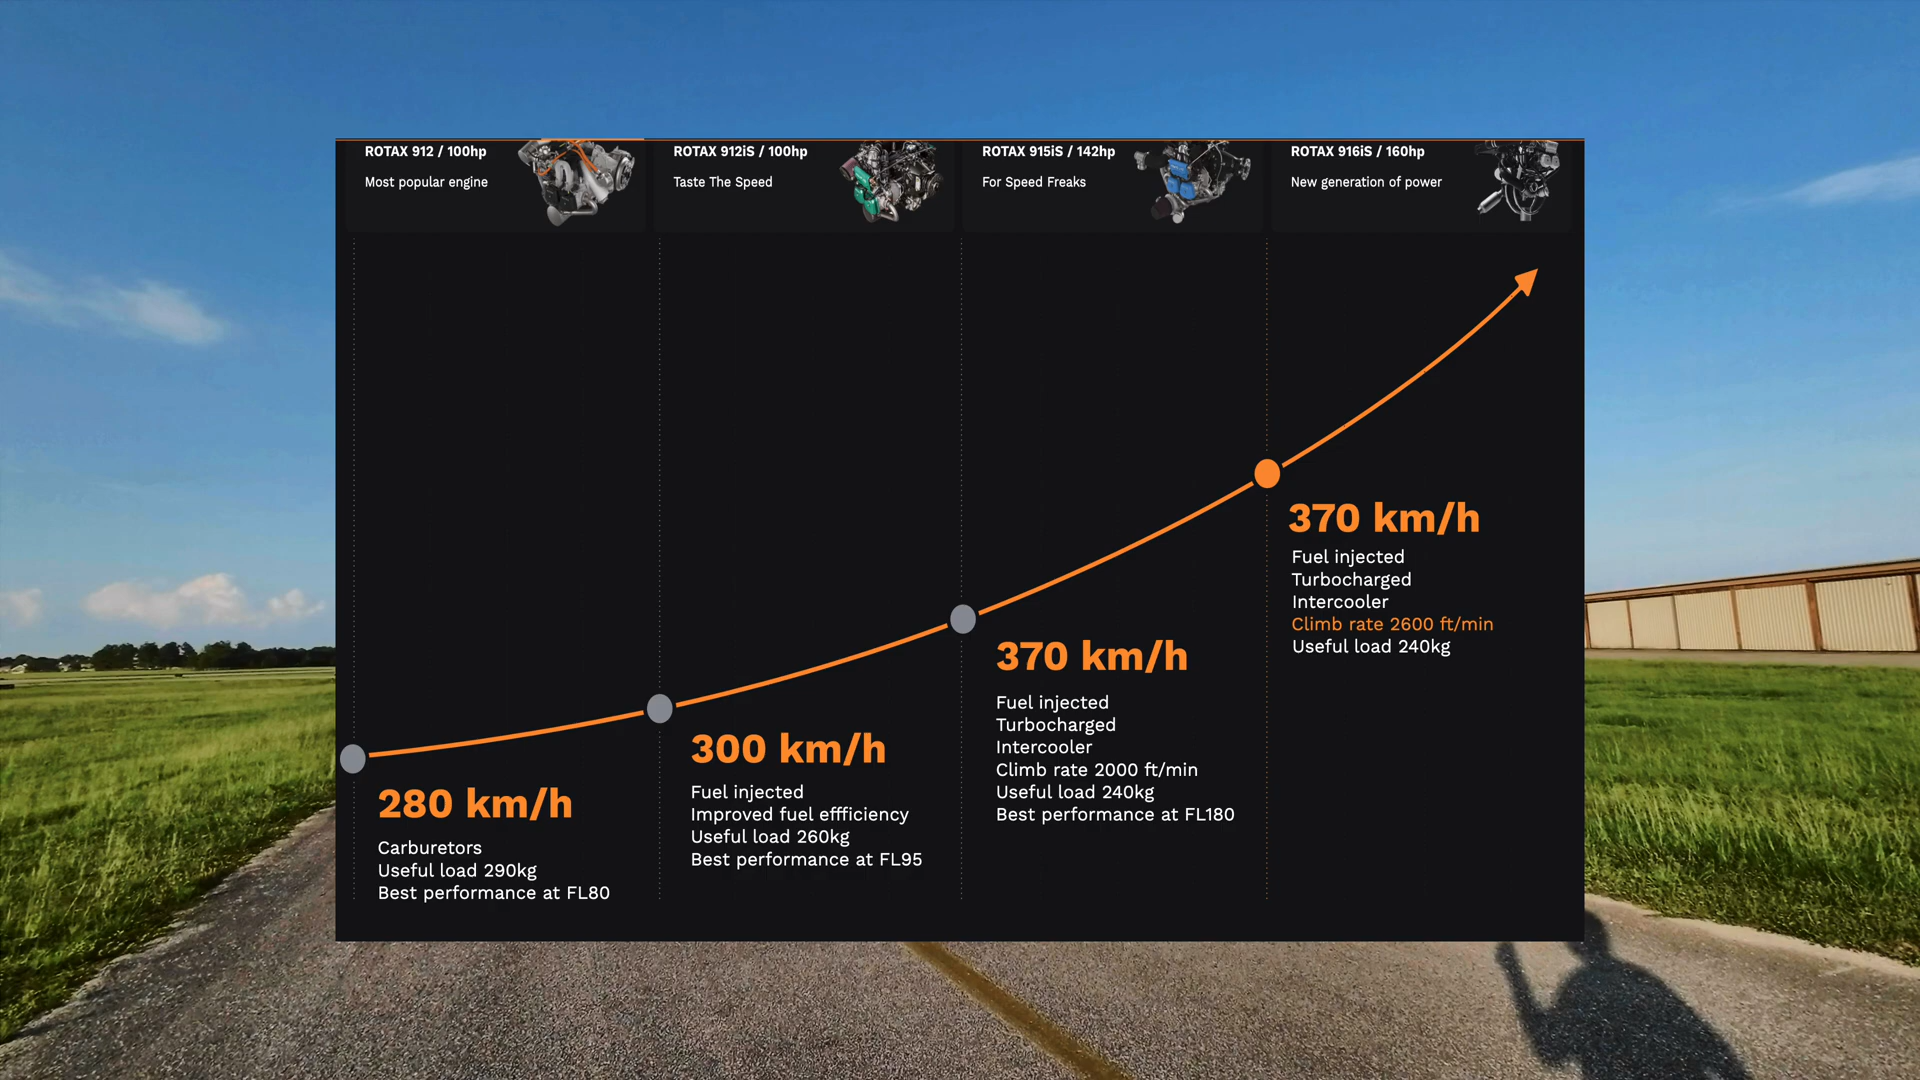 ROTAX 912 / 100hp
Most popular engine
ROTAX 912iS / 100hp
Taste The Speed
ROTAX 915iS / 142hp
For Speed Freaks
ROTAX 916iS / 160hp
New generation of power
280 km/h
Carburetors
Useful load 290kg
Best performance at FL80
300 km/h
Fuel injected
Improved fuel effficiency
Useful load 260kg
Best performance at FL95
370 km/h
Fuel injected
Turbocharged
Intercooler
Climb rate 2000 ft/min
Useful load 240kg
Best performance at FL180
370 km/h
Fuel injected
Turbocharged
Intercooler
Climb rate 2600 ft/min
Useful load 240kg